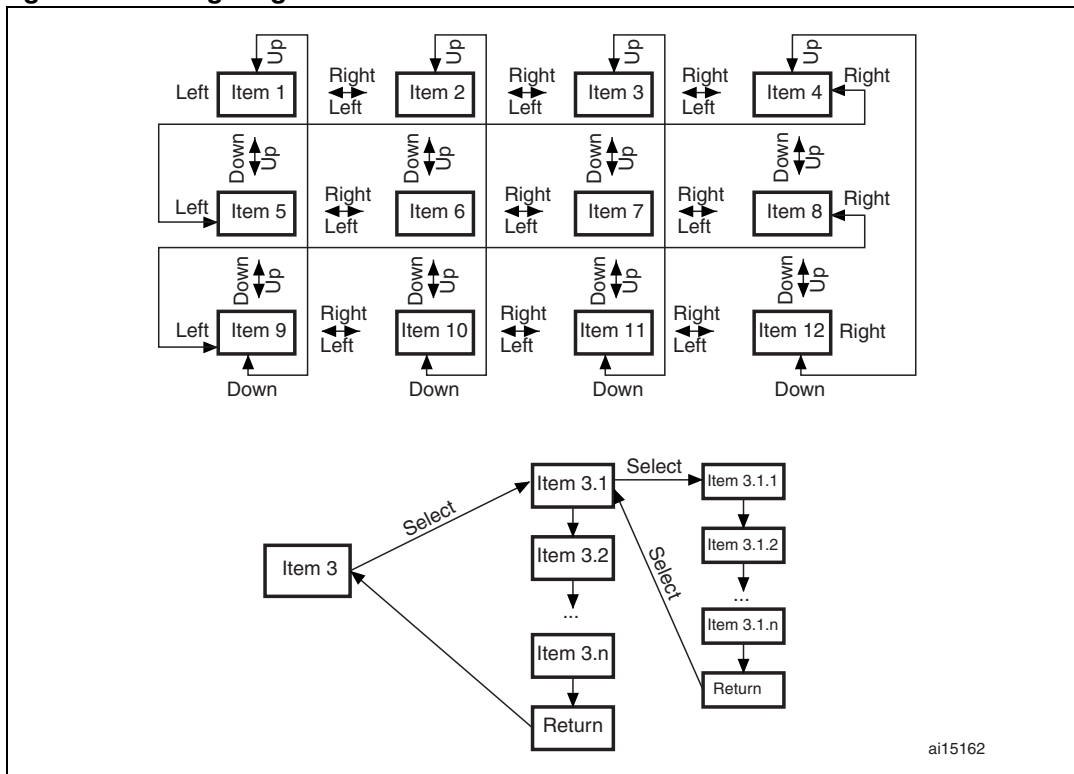 Up Up Up Up
Left Item 1 Right Left Item 2 Right Left Item 3 Right Left Item 4 Right
Down Up Down Up Down Up Down Up
Left Item 5 Right Left Item 6 Right Left Item 7 Right Left Item 8 Right
Down Up Down Up Down Up Down Up
Left Item 9 Right Left Item 10 Right Left Item 11 Right Left Item 12 Right
Down Down Down Down
Item 3.1 Select Item 3.1.1
Select
Item 3 Item 3.2 Select Item 3.1.2
... ...
Item 3.n Item 3.1.n
Return Return
ai15162